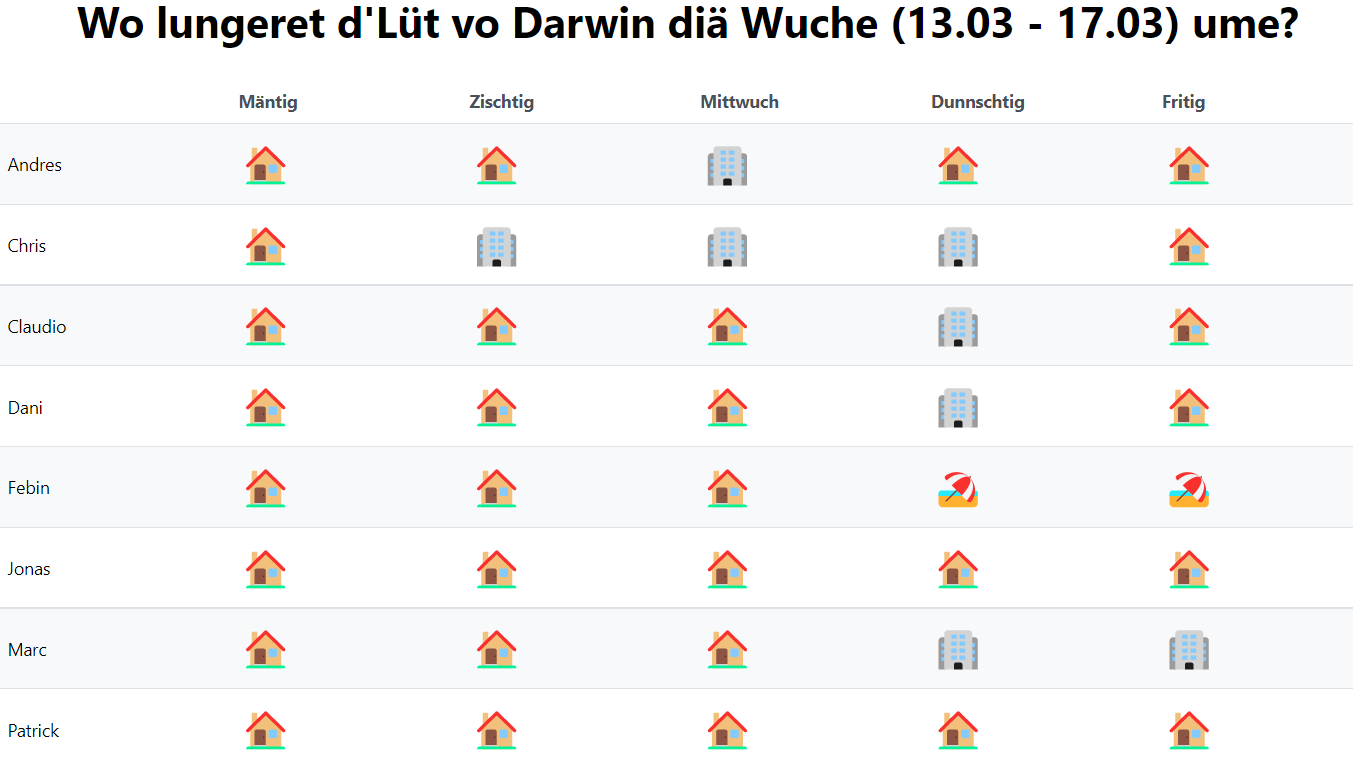 Wo lungeret d'Lüt vo Darwin diä Wuche (13.03 - 17.03) ume?
Mäntig Zischtig Mittwuch Dunnschtig Fritig
Andres
Chris
Claudio
Dani
Febin
Jonas
Marc
Patrick